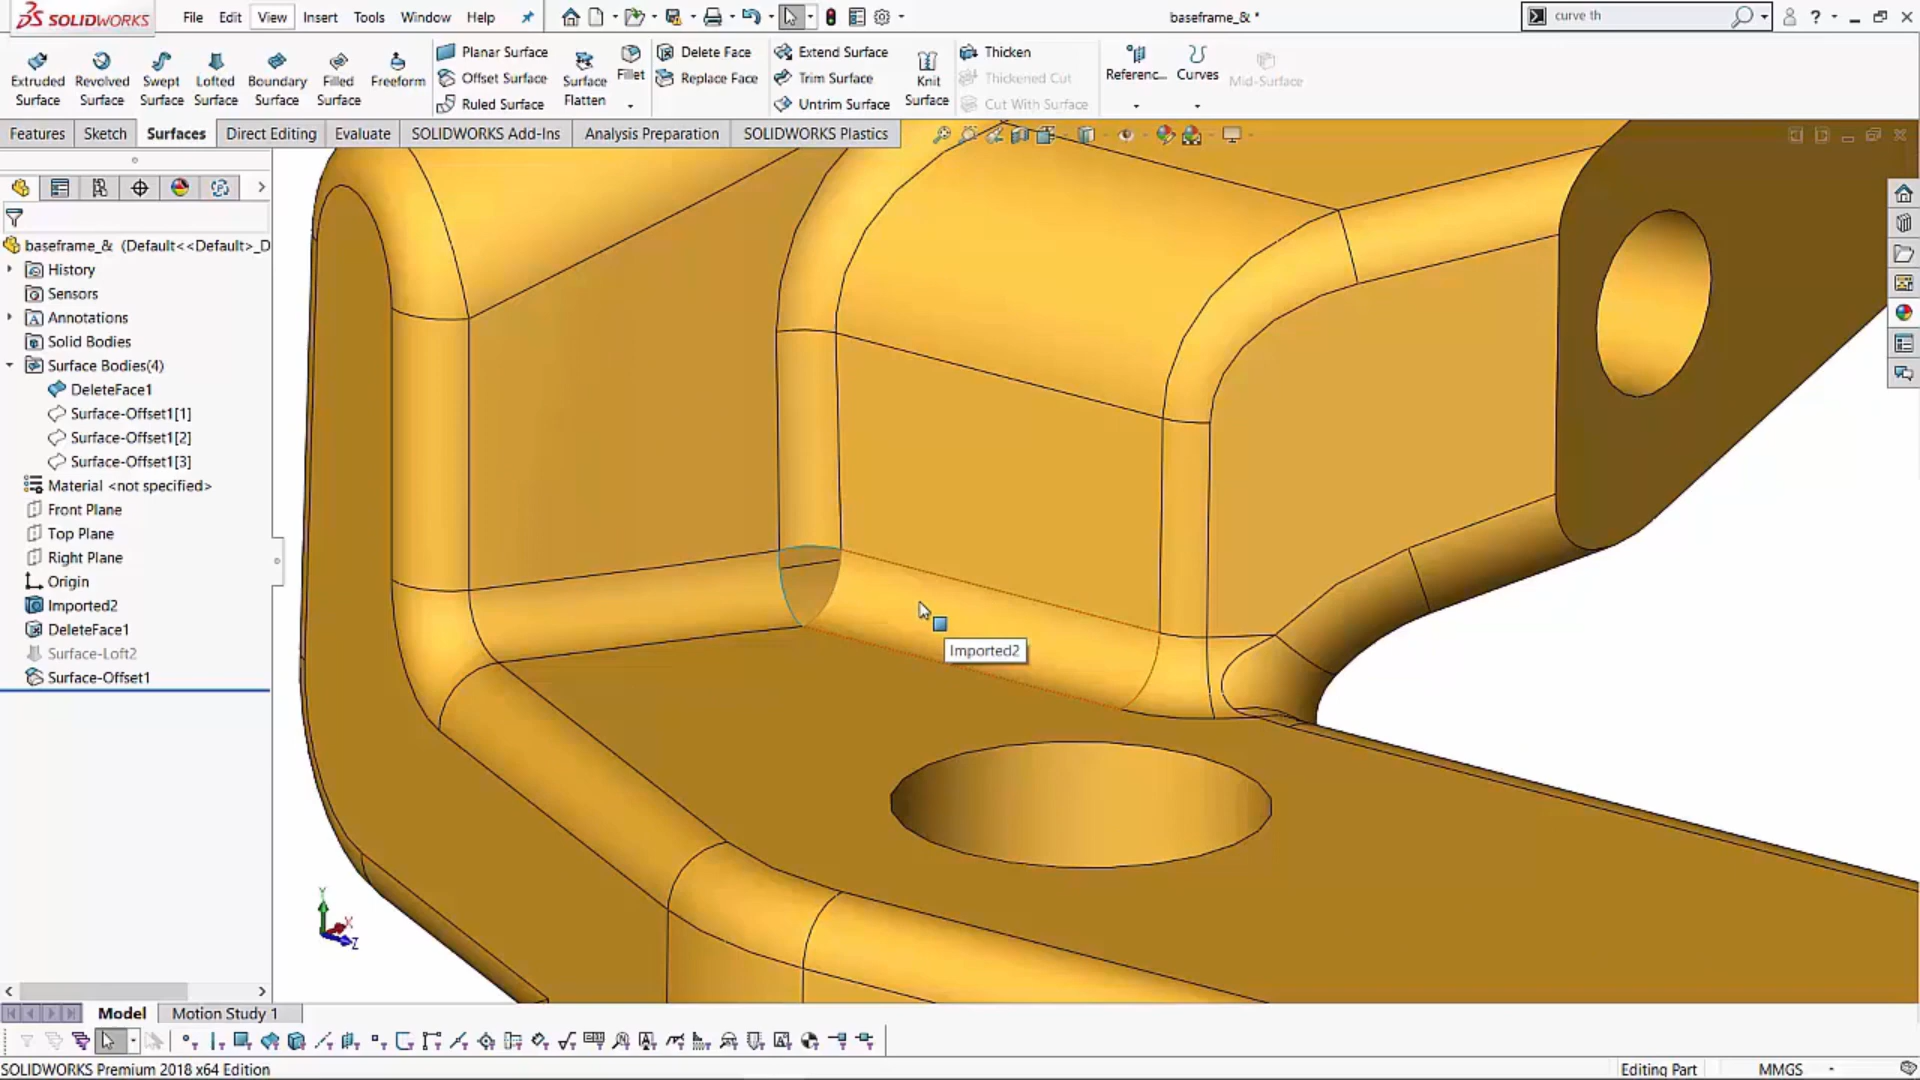 SOLIDWORKS File Edit View Insert Tools Window Help
baseframe_& *
curve th
Extruded Surface
Revolved Surface
Swept Surface
Lofted Surface
Boundary Surface
Filled Surface
Freeform
Planar Surface
Offset Surface
Ruled Surface
Surface Flatten
Fillet
Delete Face
Replace Face
Extend Surface
Trim Surface
Untrim Surface
Knit Surface
Thicken
Thickened Cut
Cut With Surface
Referenc...
Curves
Mid-Surface
Features Sketch Surfaces Direct Editing Evaluate SOLIDWORKS Add-Ins Analysis Preparation SOLIDWORKS Plastics
baseframe_& (Default<<Default>_D
History
Sensors
Annotations
Solid Bodies
Surface Bodies(4)
DeleteFace1
Surface-Offset1[1]
Surface-Offset1[2]
Surface-Offset1[3]
Material <not specified>
Front Plane
Top Plane
Right Plane
Origin
Imported2
DeleteFace1
Surface-Loft2
Surface-Offset1
Imported2
Y
X
Z
Model Motion Study 1
SOLIDWORKS Premium 2018 x64 Edition
Editing Part MMGS